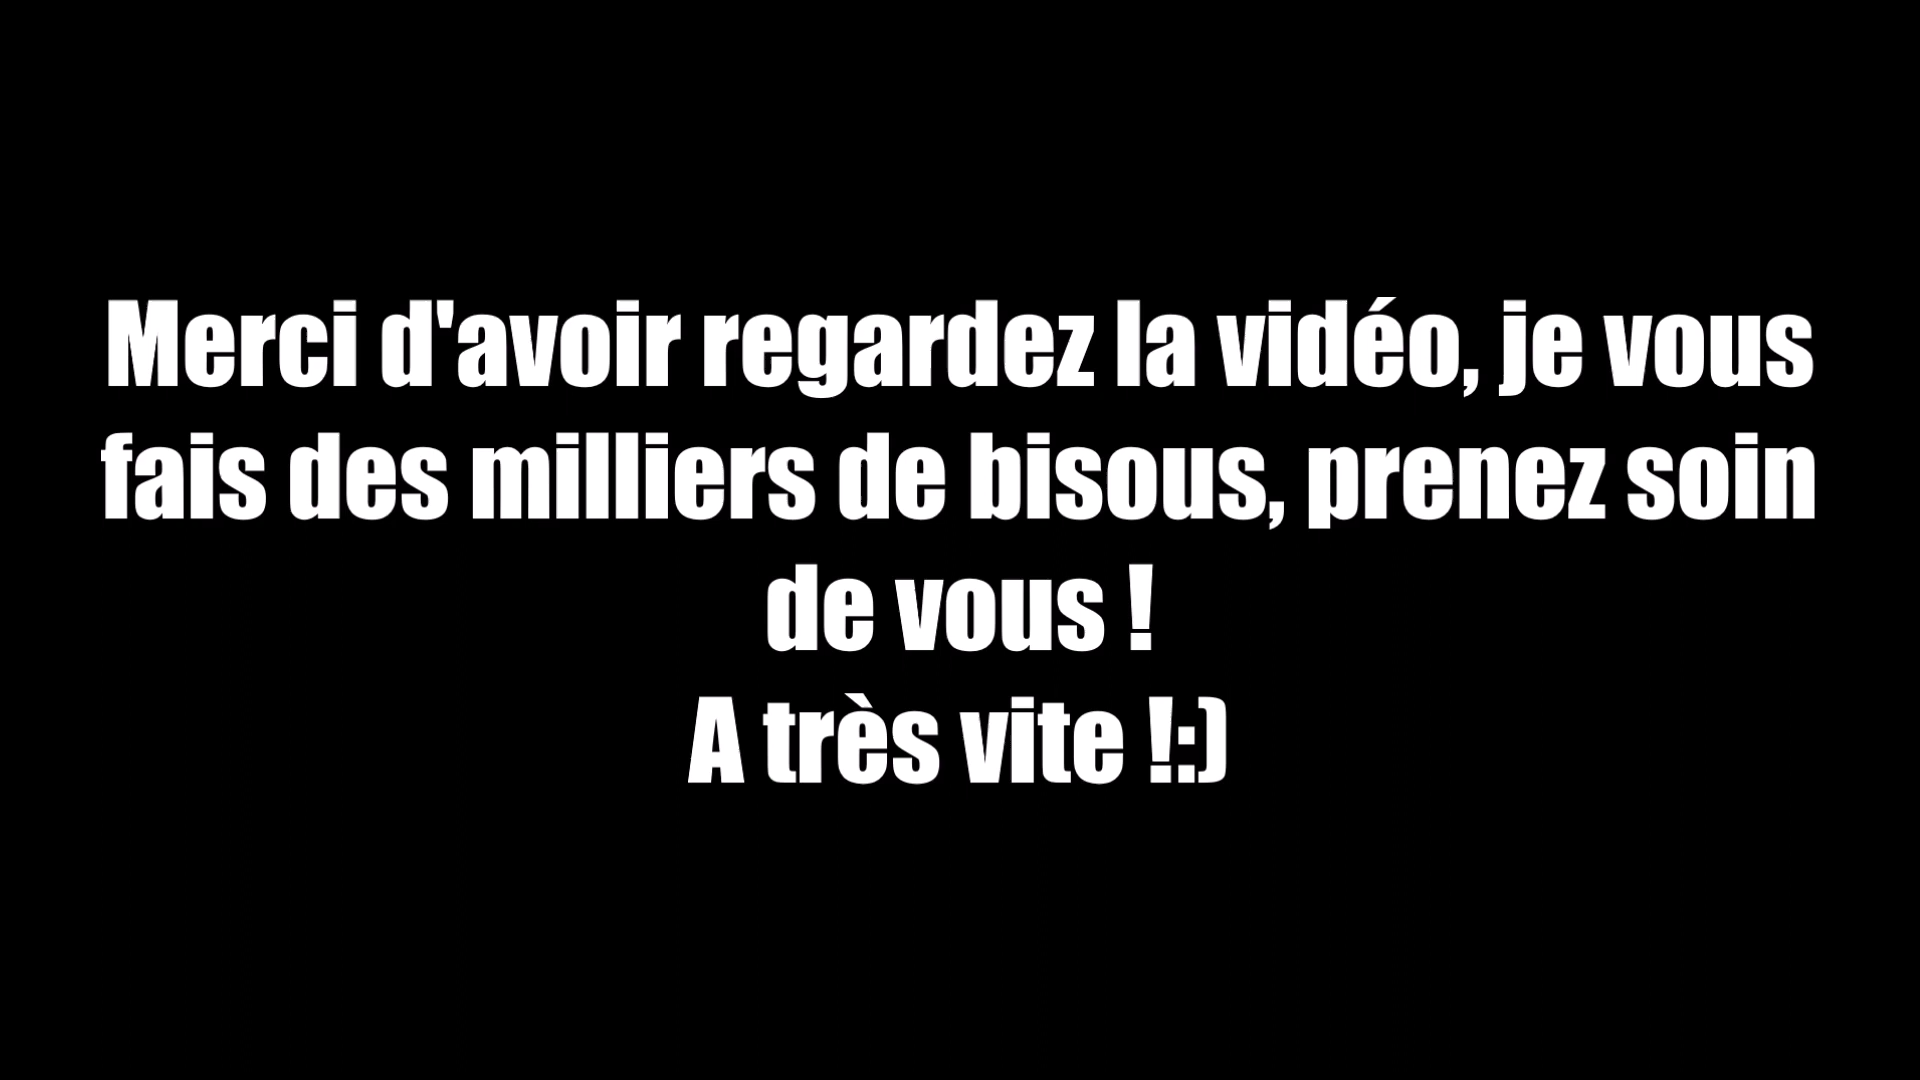 Merci d'avoir regardez la vidéo, je vous
fais des milliers de bisous, prenez soin
de vous !
A très vite !:)